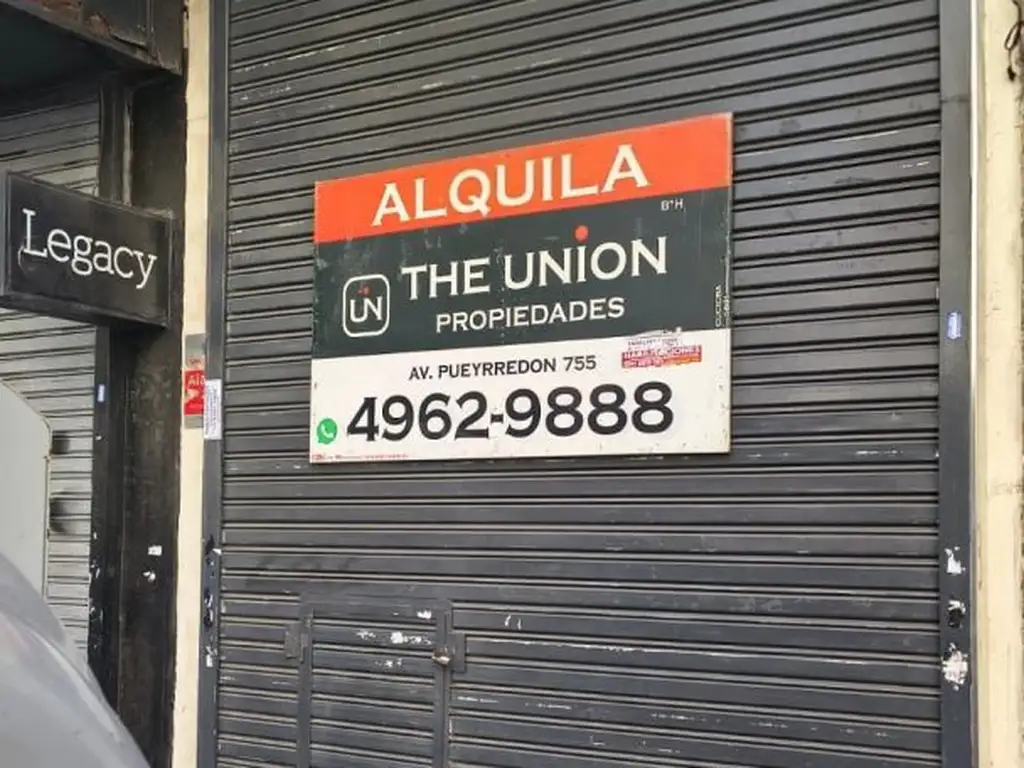 Legacy
ALQUILA
UN
THE UNION
PROPIEDADES
AV. PUEYRREDON 755
4962-9888